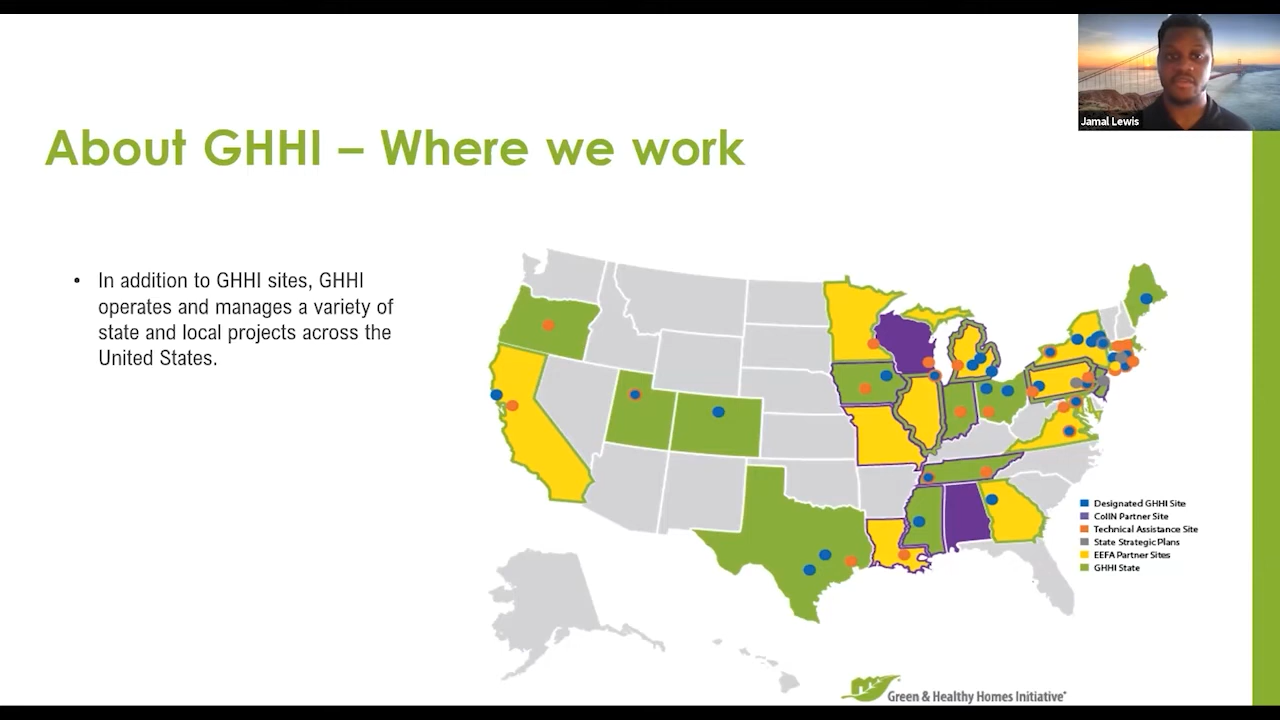 Jamal Lewis
About GHHI – Where we work
• In addition to GHHI sites, GHHI
operates and manages a variety of
state and local projects across the
United States.
Designated GHHI Site
CoIIN Partner Site
Technical Assistance Site
State Strategic Plans
EEFA Partner Sites
GHHI State
Green & Healthy Homes Initiative